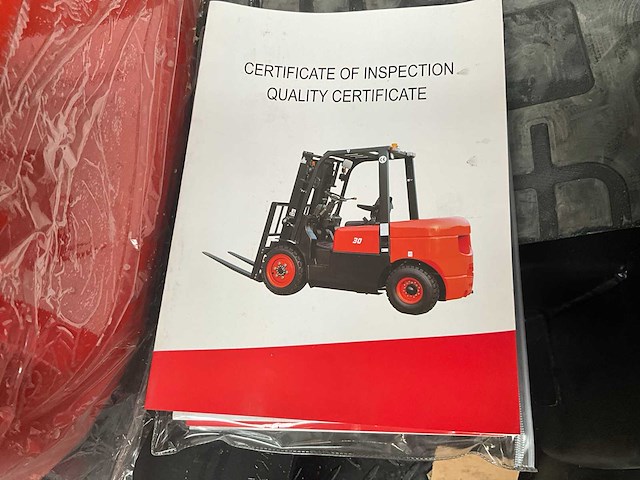 CERTIFICATE OF INSPECTION
QUALITY CERTIFICATE
30